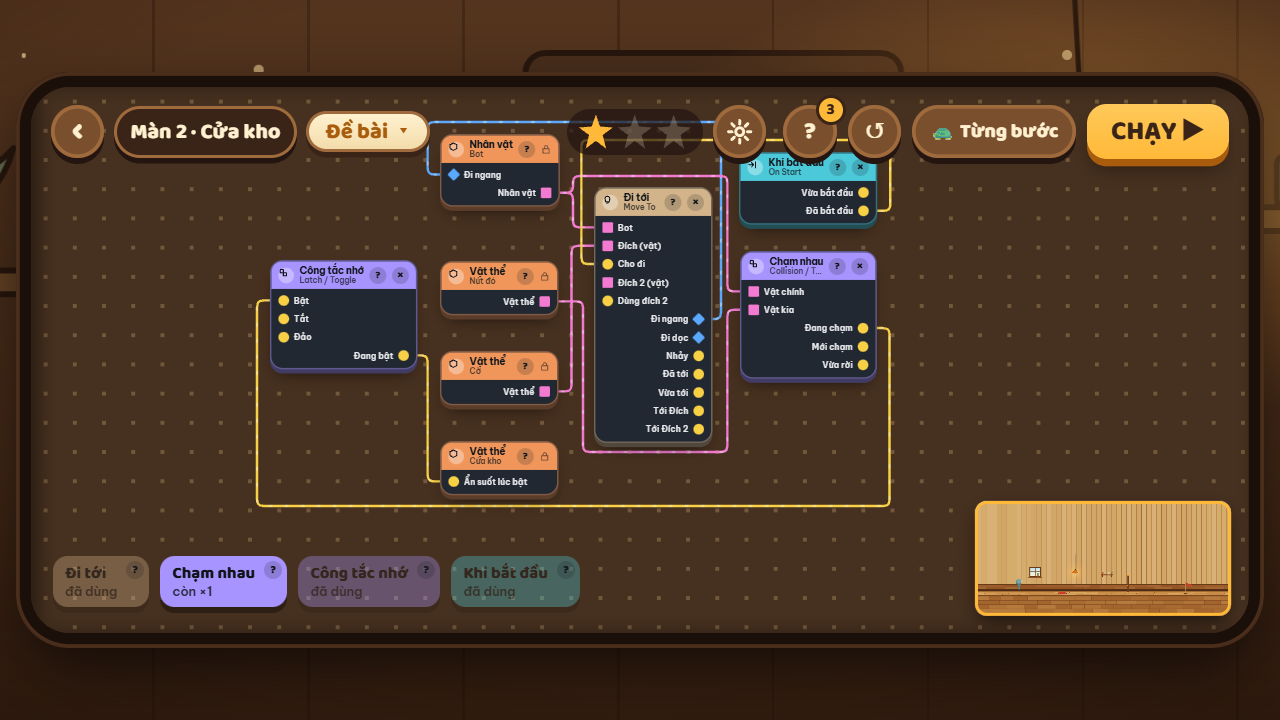 Màn 2 · Cửa kho
Đề bài
3
?
Từng bước
CHẠY
Nhân vật
Bot
?
Đi ngang
Nhân vật
Khi bắt đầu
On Start
?
×
Vừa bắt đầu
Đã bắt đầu
Đi tới
Move To
?
×
Bot
Đích (vật)
Chờ đi
Đích 2 (vật)
Dùng đích 2
Đi ngang
Đi dọc
Nhảy
Đã tới
Vừa tới
Tới Đích
Tới Đích 2
Công tắc nhớ
Latch / Toggle
?
×
Bật
Tắt
Đảo
Đang bật
Vật thể
Nút đỏ
?
Vật thể
Chạm nhau
Collision / T...
?
×
Vật chính
Vật kia
Đang chạm
Mới chạm
Vừa rời
Vật thể
Cờ
?
Vật thể
Vật thể
Cửa kho
?
Ẩn suốt lúc bật
Đi tới
?
đã dùng
Chạm nhau
?
còn ×1
Công tắc nhớ
?
đã dùng
Khi bắt đầu
?
đã dùng